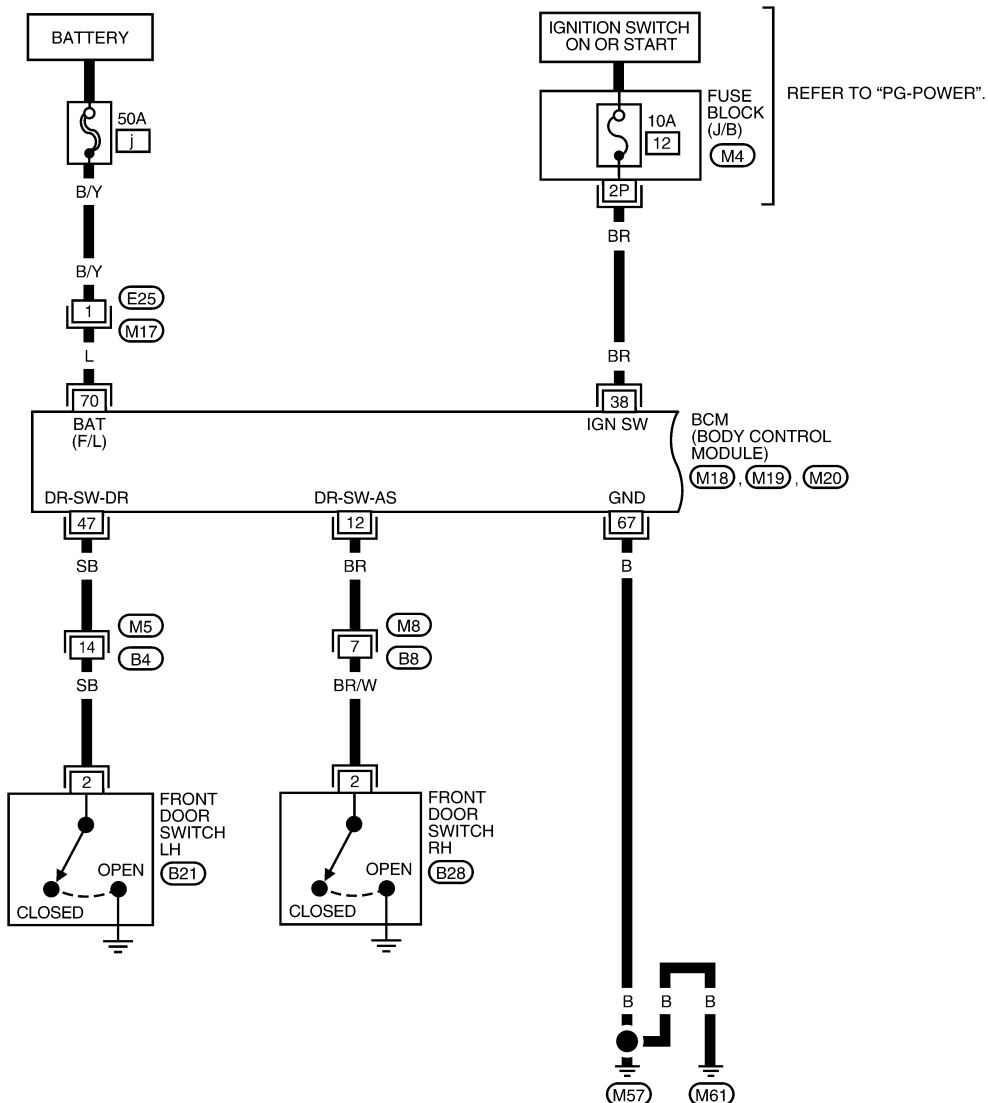 BATTERY
50A
j
B/Y
B/Y
1
E25
M17
L
70
BAT
(F/L)
IGNITION SWITCH
ON OR START
10A
12
FUSE
BLOCK
(J/B)
M4
2P
BR
BR
38
IGN SW
REFER TO “PG-POWER”.
BCM
(BODY CONTROL
MODULE)
M18 , M19 , M20
DR-SW-DR
47
SB
14
M5
B4
SB
2
FRONT
DOOR
SWITCH
LH
B21
OPEN
CLOSED
DR-SW-AS
12
BR
7
M8
B8
BR/W
2
FRONT
DOOR
SWITCH
RH
B28
OPEN
CLOSED
GND
67
B
B B B
M57 M61